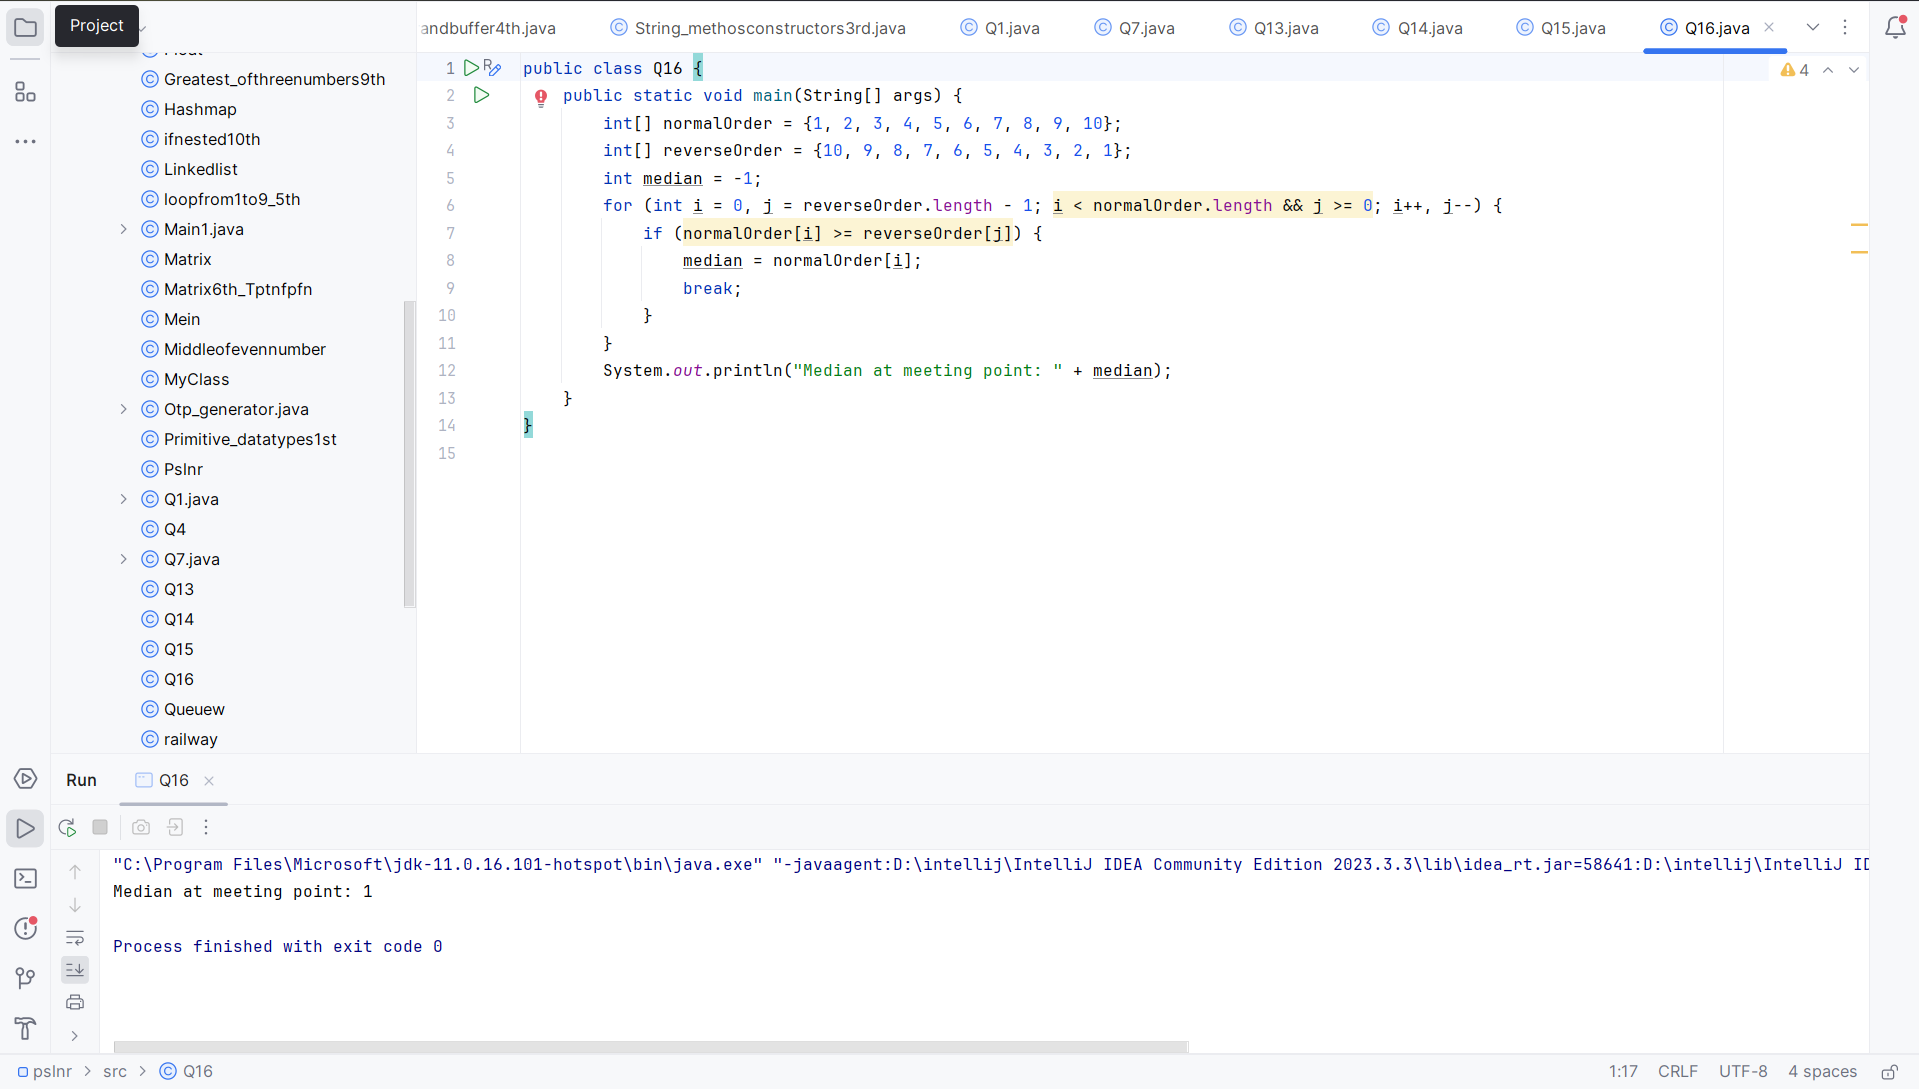 Project
andbuffer4th.java String_methosconstructors3rd.java Q1.java Q7.java Q13.java Q14.java Q15.java Q16.java
Greatest_ofthreenumbers9th
Hashmap
ifnested10th
Linkedlist
loopfrom1to9_5th
Main1.java
Matrix
Matrix6th_Tptnfpfn
Mein
Middleofevennumber
MyClass
Otp_generator.java
Primitive_datatypes1st
Pslnr
Q1.java
Q4
Q7.java
Q13
Q14
Q15
Q16
Queuew
railway
4
1 public class Q16 {
2 public static void main(String[] args) {
3 int[] normalOrder = {1, 2, 3, 4, 5, 6, 7, 8, 9, 10};
4 int[] reverseOrder = {10, 9, 8, 7, 6, 5, 4, 3, 2, 1};
5 int median = -1;
6 for (int i = 0, j = reverseOrder.length - 1; i < normalOrder.length && j >= 0; i++, j--) {
7 if (normalOrder[i] >= reverseOrder[j]) {
8 median = normalOrder[i];
9 break;
10 }
11 }
12 System.out.println("Median at meeting point: " + median);
13 }
14 }
15
Run Q16
"C:\Program Files\Microsoft\jdk-11.0.16.101-hotspot\bin\java.exe" "-javaagent:D:\intellij\IntelliJ IDEA Community Edition 2023.3.3\lib\idea_rt.jar=58641:D:\intellij\IntelliJ ID
Median at meeting point: 1
Process finished with exit code 0
pslnr > src > Q16
1:17 CRLF UTF-8 4 spaces